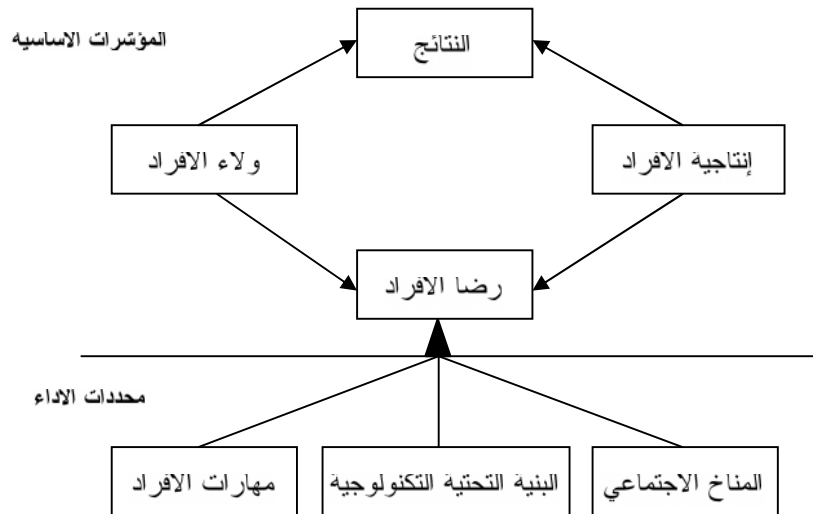 المؤشرات الاساسيه
النتائج
إنتاجية الافراد
ولاء الافراد
رضا الافراد
محددات الاداء
المناخ الاجتماعي
البنية التحتية التكنولوجية
مهارات الافراد